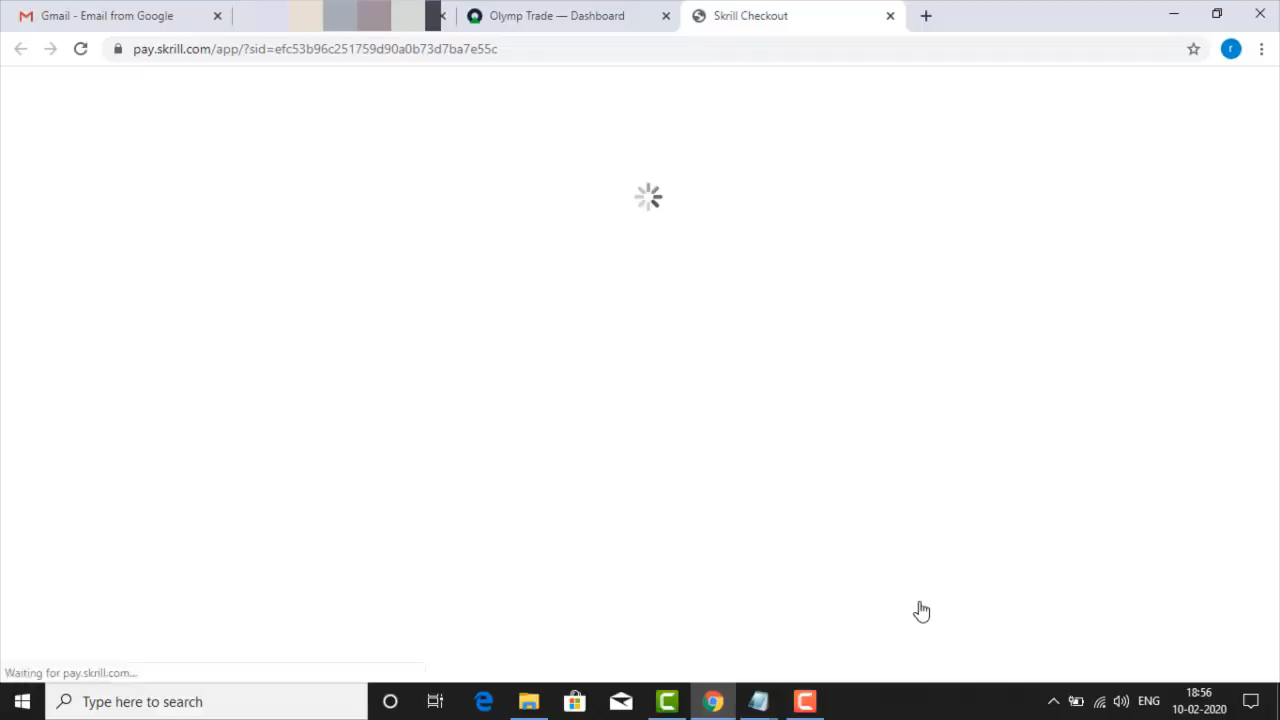 Gmail - Email from Google
Olymp Trade — Dashboard
Skrill Checkout
pay.skrill.com/app/?sid=efc53b96c251759d90a0b73d7ba7e55c
r
Waiting for pay.skrill.com...
Type here to search
ENG
18:56
10-02-2020